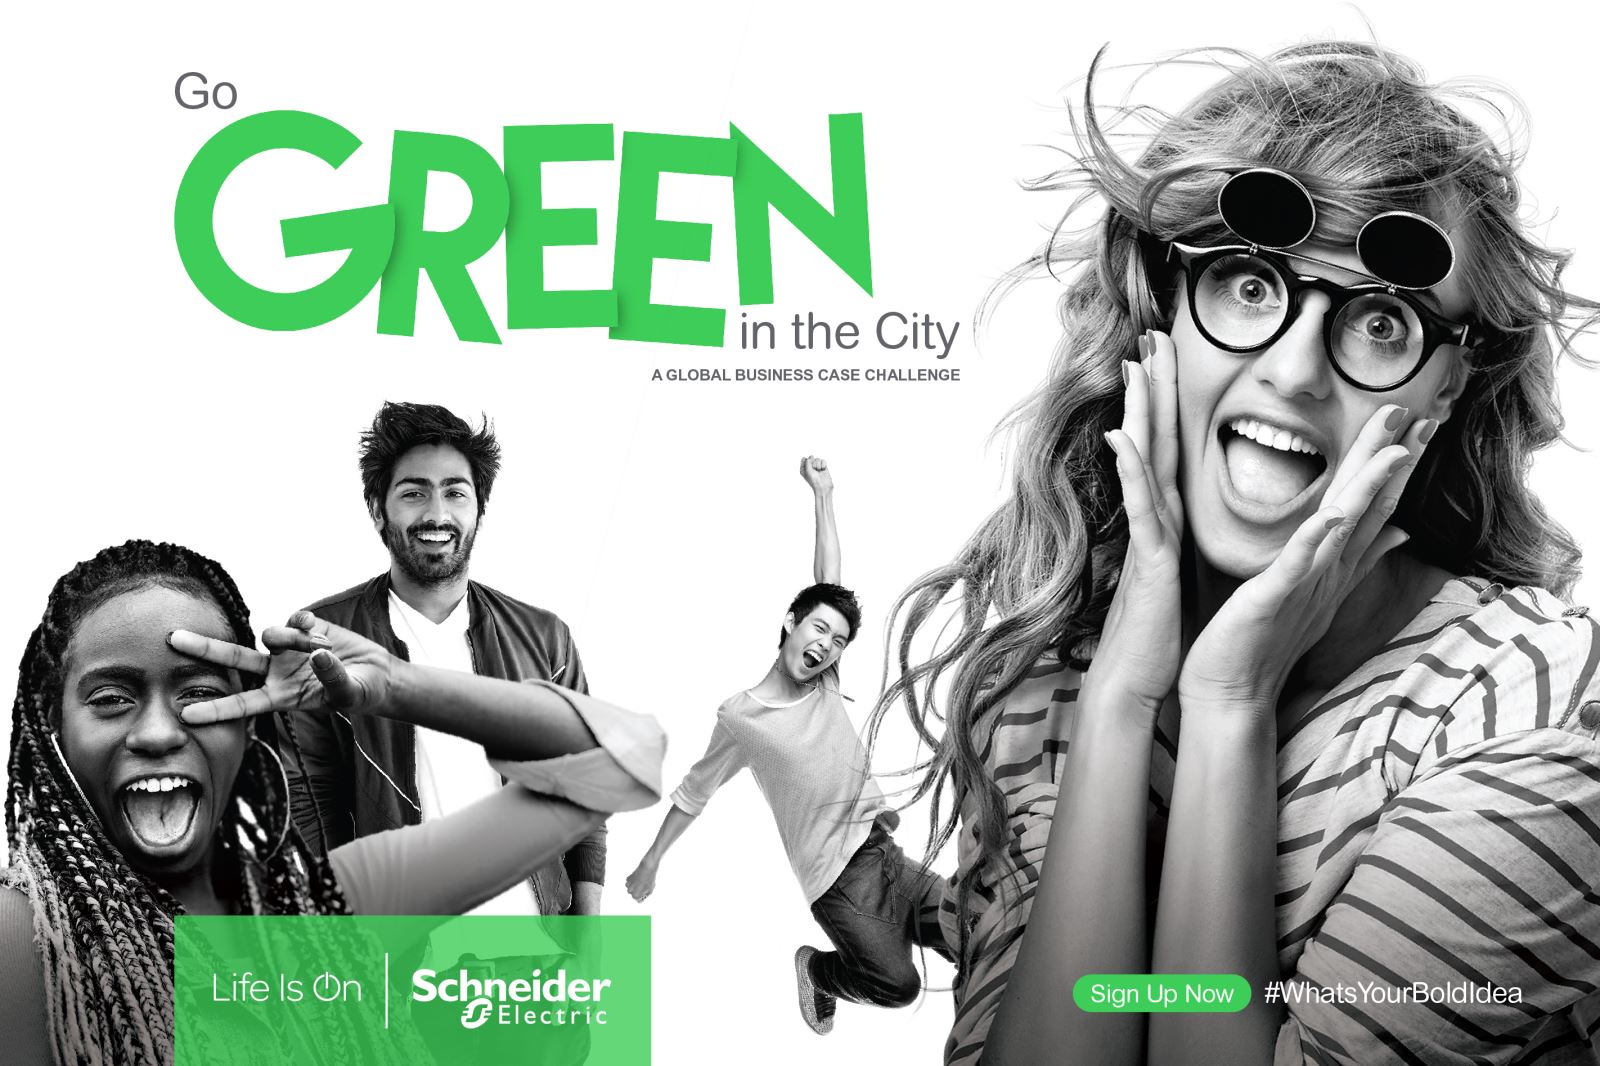 Go
GREEN
in the City
A GLOBAL BUSINESS CASE CHALLENGE
Life Is On
Schneider
Electric
Sign Up Now #WhatsYourBoldIdea